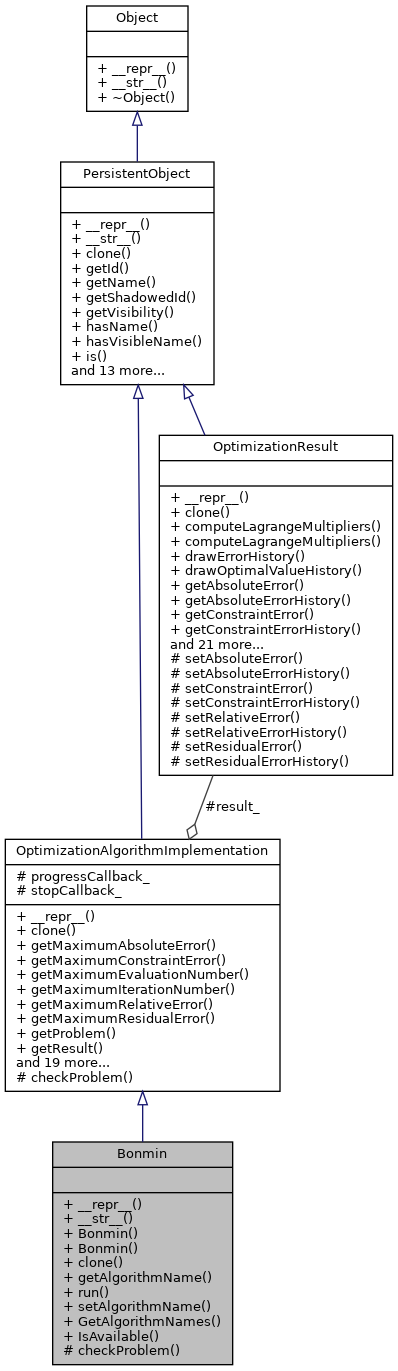 Object
+ __repr__()
+ __str__()
+ ~Object()
PersistentObject
+ __repr__()
+ __str__()
+ clone()
+ getId()
+ getName()
+ getShadowedId()
+ getVisibility()
+ hasName()
+ hasVisibleName()
+ is()
and 13 more...
OptimizationResult
+ __repr__()
+ clone()
+ computeLagrangeMultipliers()
+ computeLagrangeMultipliers()
+ drawErrorHistory()
+ drawOptimalValueHistory()
+ getAbsoluteError()
+ getAbsoluteErrorHistory()
+ getConstraintError()
+ getConstraintErrorHistory()
and 21 more...
# setAbsoluteError()
# setAbsoluteErrorHistory()
# setConstraintError()
# setConstraintErrorHistory()
# setRelativeError()
# setRelativeErrorHistory()
# setResidualError()
# setResidualErrorHistory()
#result_
OptimizationAlgorithmImplementation
# progressCallback_
# stopCallback_
+ __repr__()
+ clone()
+ getMaximumAbsoluteError()
+ getMaximumConstraintError()
+ getMaximumEvaluationNumber()
+ getMaximumIterationNumber()
+ getMaximumRelativeError()
+ getMaximumResidualError()
+ getProblem()
+ getResult()
and 19 more...
# checkProblem()
Bonmin
+ __repr__()
+ __str__()
+ Bonmin()
+ Bonmin()
+ clone()
+ getAlgorithmName()
+ run()
+ setAlgorithmName()
+ GetAlgorithmNames()
+ IsAvailable()
# checkProblem()